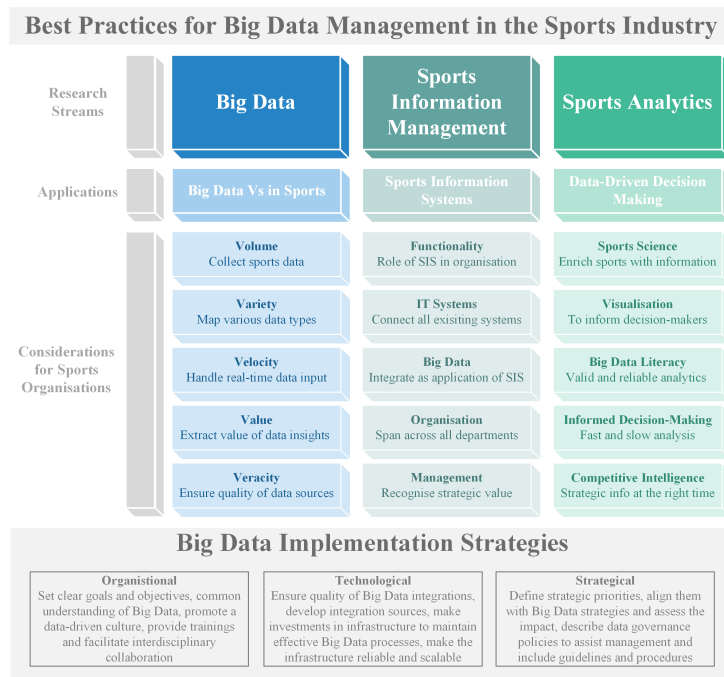 Best Practices for Big Data Management in the Sports Industry
Research
Streams
Big Data
Sports
Information
Management
Sports Analytics
Applications
Big Data Vs in Sports
Sports Information
Systems
Data-Driven Decision
Making
Considerations
for Sports
Organisations
Volume
Collect sports data
Variety
Map various data types
Velocity
Handle real-time data input
Value
Extract value of data insights
Veracity
Ensure quality of data sources
Functionality
Role of SIS in organisation
IT Systems
Connect all exisiting systems
Big Data
Integrate as application of SIS
Organisation
Span across all departments
Management
Recognise strategic value
Sports Science
Enrich sports with information
Visualisation
To inform decision-makers
Big Data Literacy
Valid and reliable analytics
Informed Decision-Making
Fast and slow analysis
Competitive Intelligence
Strategic info at the right time
Big Data Implementation Strategies
Organistional
Set clear goals and objectives, common
understanding of Big Data, promote a
data-driven culture, provide trainings
and facilitate interdisciplinary
collaboration
Technological
Ensure quality of Big Data integrations,
develop integration sources, make
investments in infrastructure to maintain
effective Big Data processes, make the
infrastructure reliable and scalable
Strategical
Define strategic priorities, align them
with Big Data strategies and assess the
impact, describe data governance
policies to assist management and
include guidelines and procedures